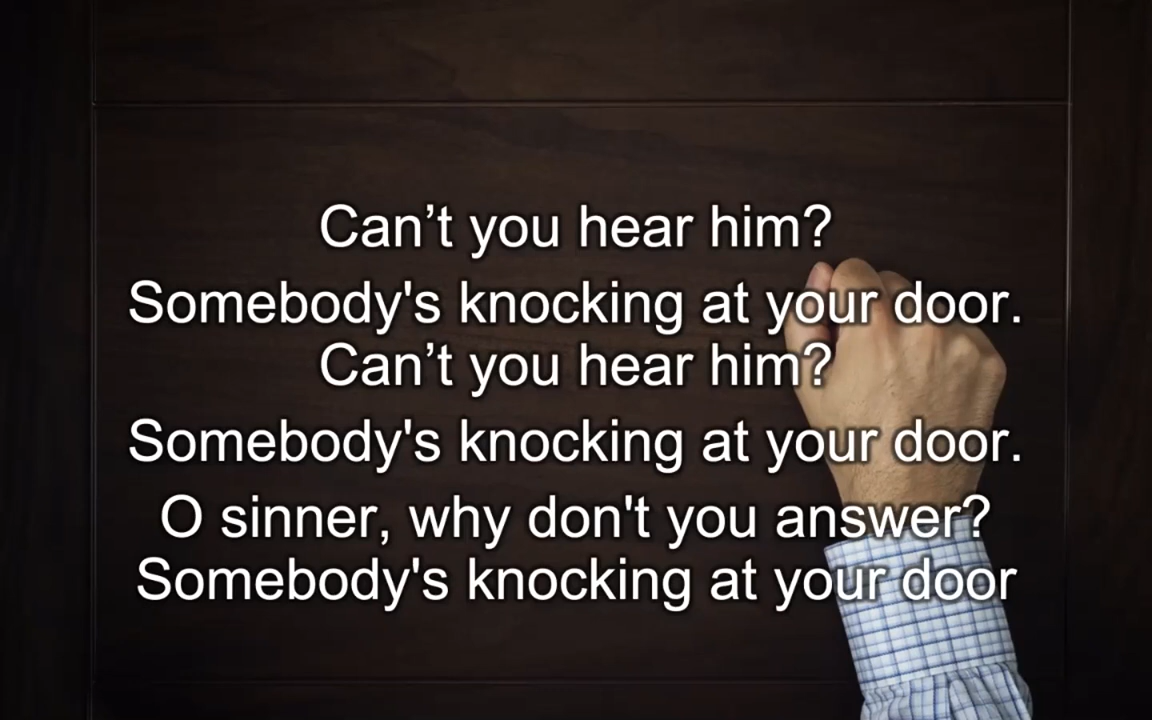 Can’t you hear him?
Somebody's knocking at your door.
Can’t you hear him?
Somebody's knocking at your door.
O sinner, why don't you answer?
Somebody's knocking at your door